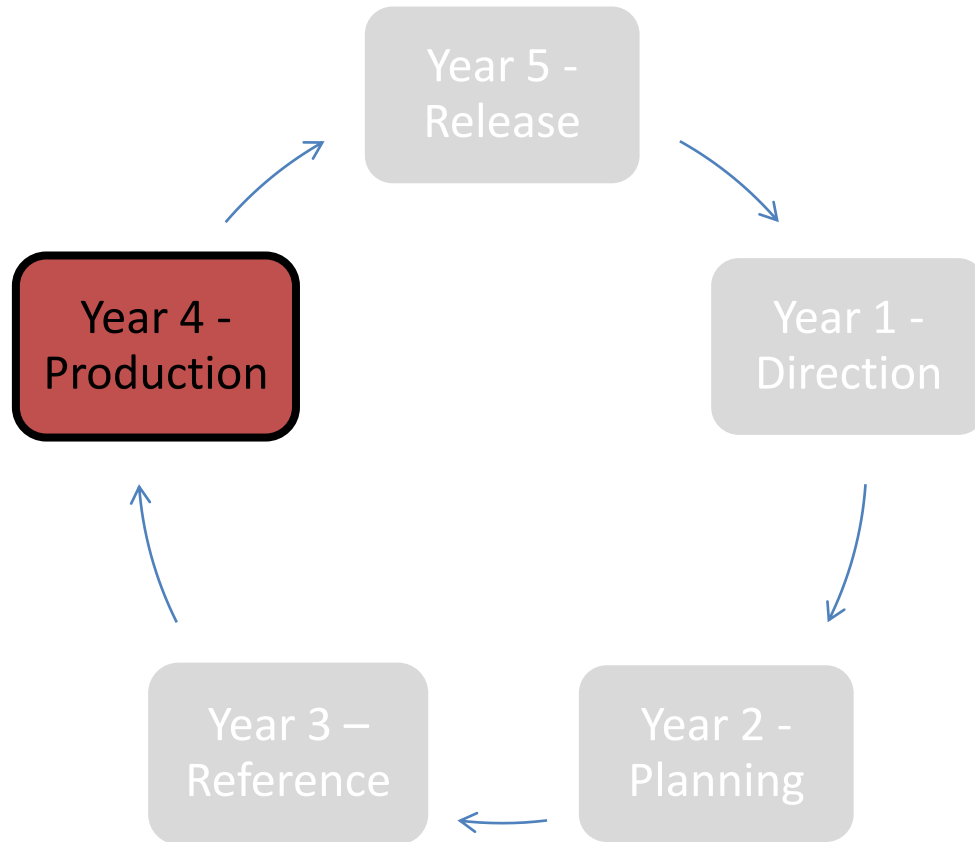 Year 5 -
Release
Year 1 -
Direction
Year 2 -
Planning
Year 3 –
Reference
Year 4 -
Production